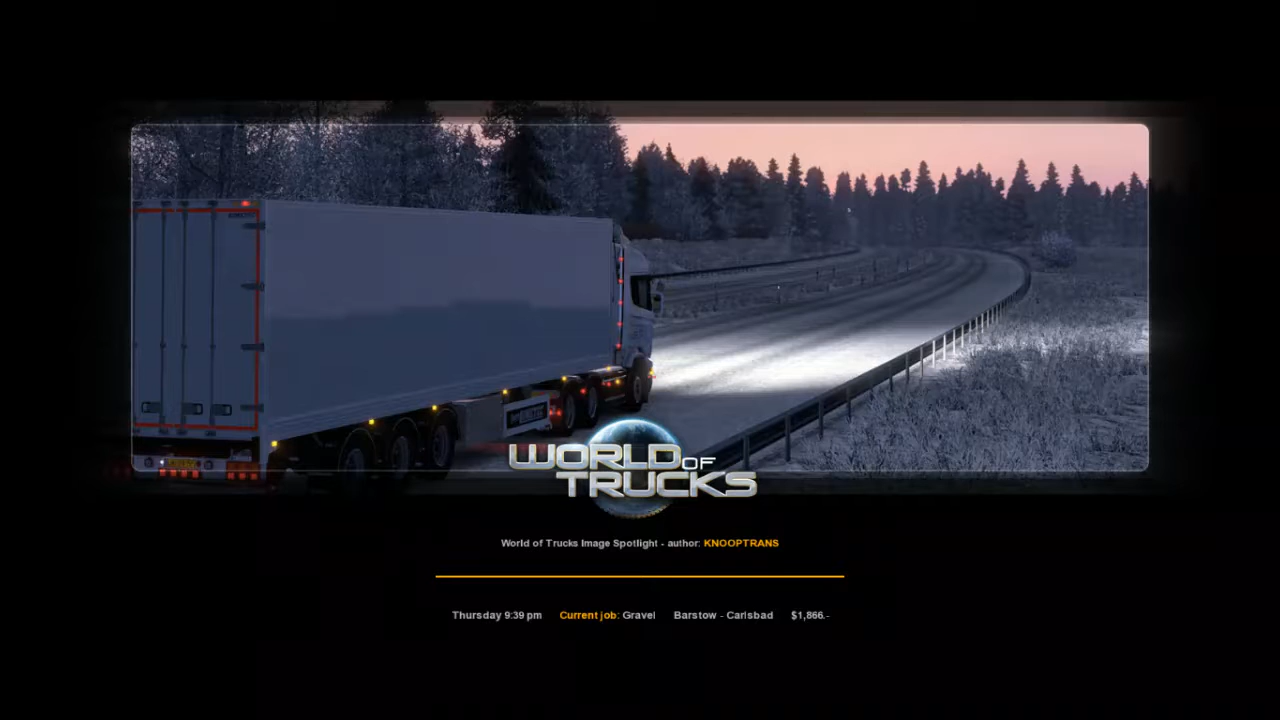 WORLD OF
TRUCKS
World of Trucks Image Spotlight - author: KNOOPTRANS
Thursday 9:39 pm Current job: Gravel Barstow - Carlsbad $1,866.-